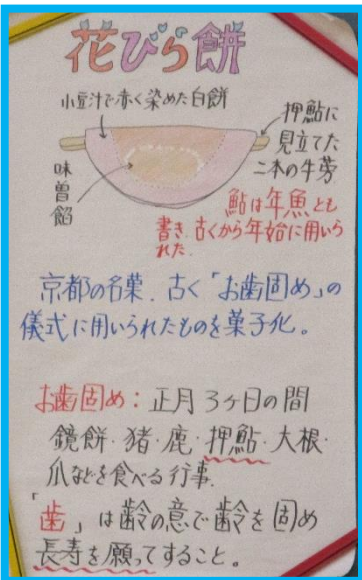 花びら餅
小豆汁で赤く染めた白餅
押鮎に
見立てた
二本の牛蒡
味曽餡
鮎は年魚とも
書き、古くから年始に用いら
れた。
京都の名菓、古く「お歯固め」の
儀式に用いられたものを菓子化。
お歯固め：正月3ヶ日の間
鏡餅・猪・鹿・押鮎・大根・
瓜などを食べる行事。
「歯」は齢の意で齢を固め
長寿を願ってすること。